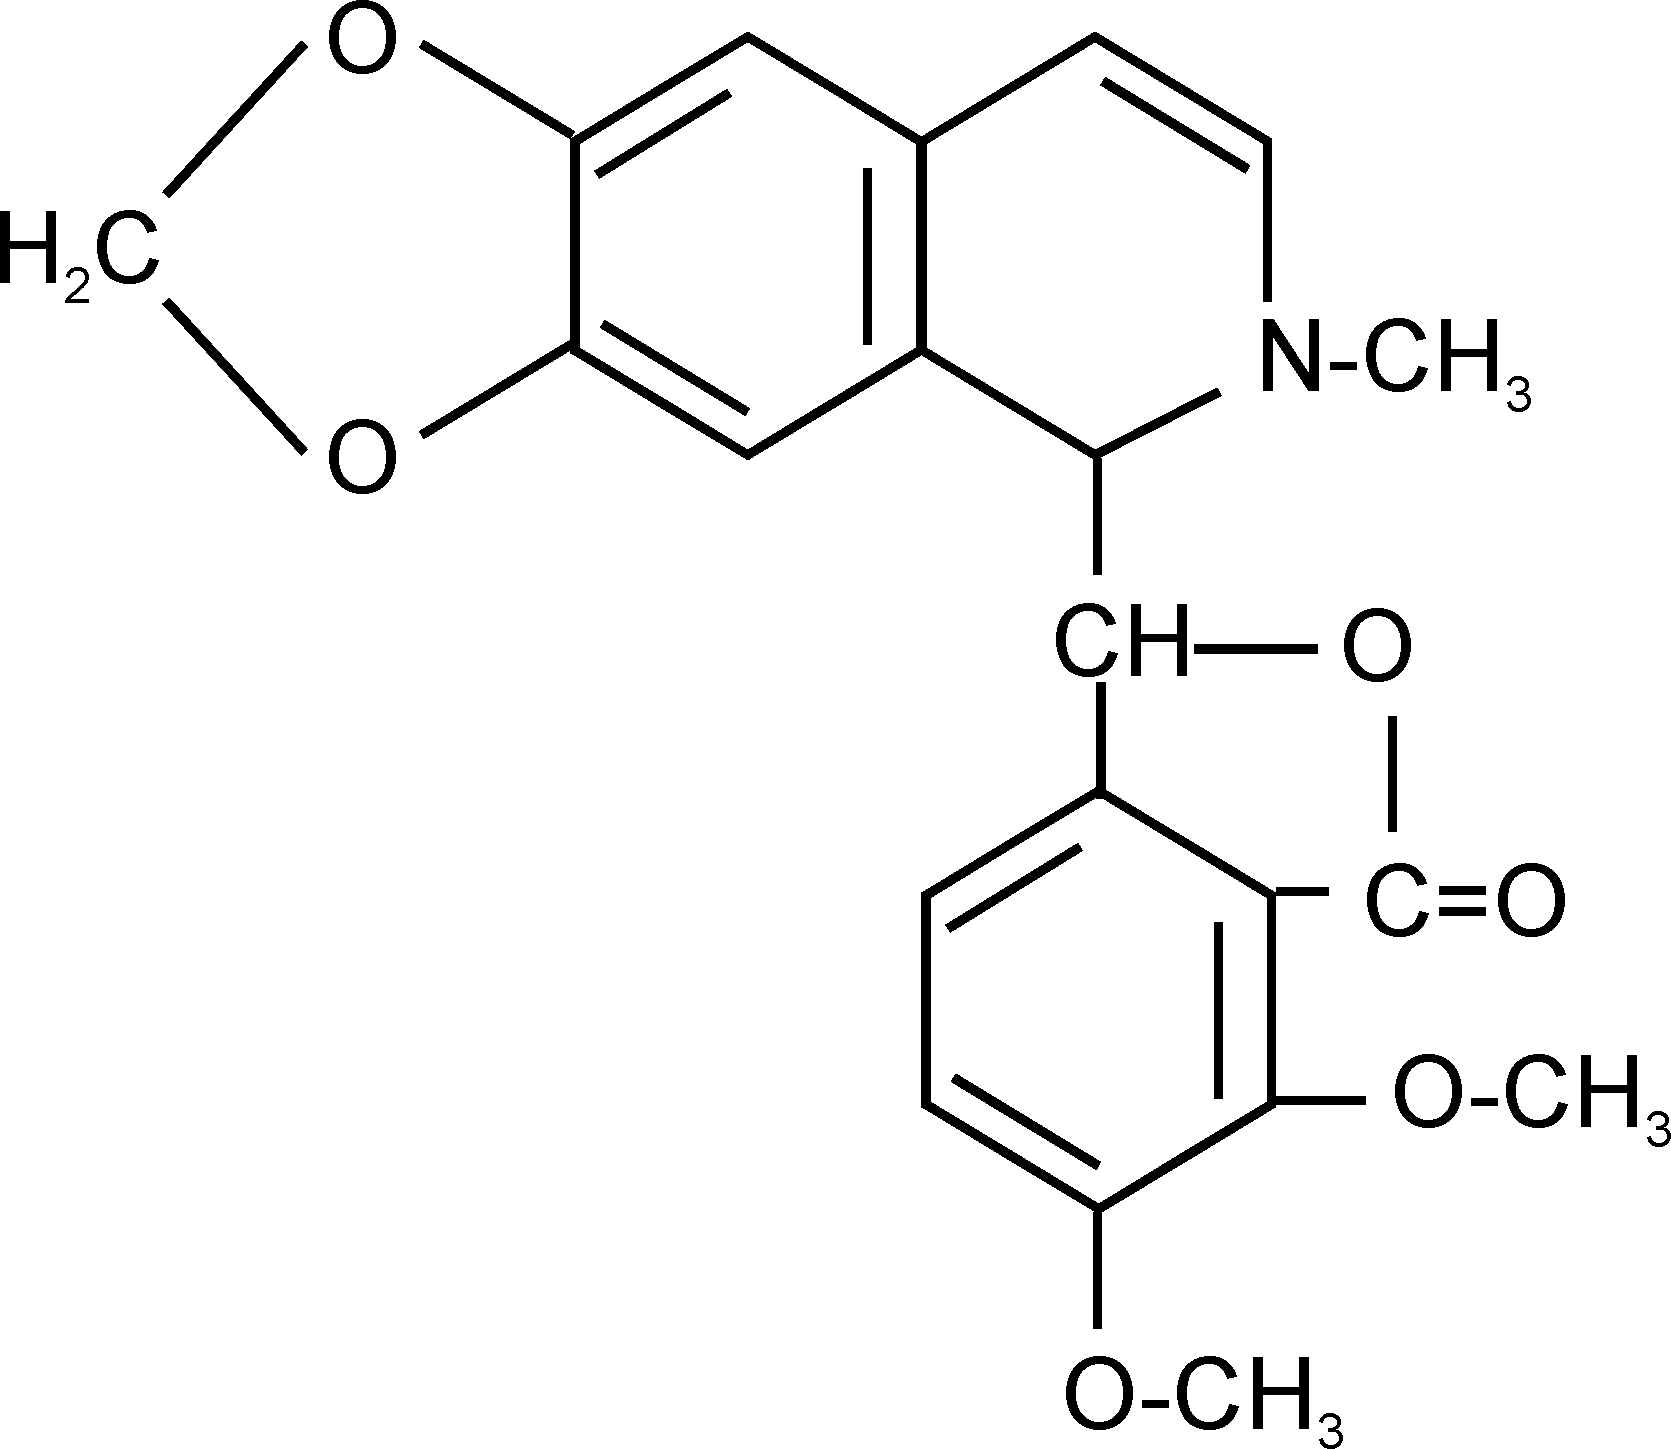 O
H₂C
N-CH₃
O
CH O
C=O
O-CH₃
O-CH₃